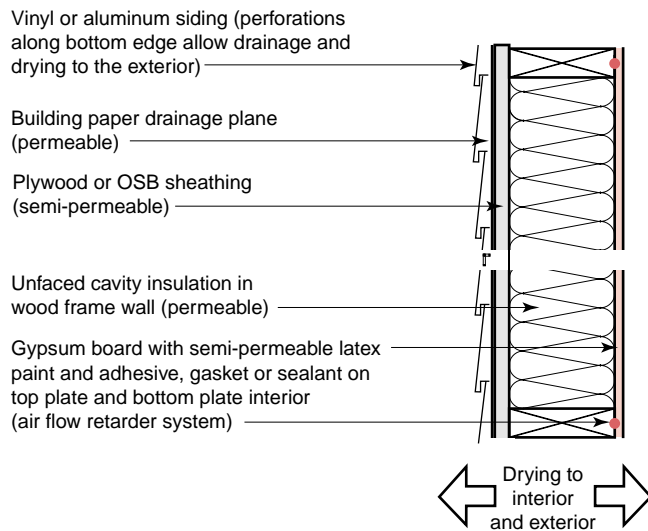 Vinyl or aluminum siding (perforations
along bottom edge allow drainage and
drying to the exterior)
Building paper drainage plane
(permeable)
Plywood or OSB sheathing
(semi-permeable)
Unfaced cavity insulation in
wood frame wall (permeable)
Gypsum board with semi-permeable latex
paint and adhesive, gasket or sealant on
top plate and bottom plate interior
(air flow retarder system)
Drying to
interior
and exterior